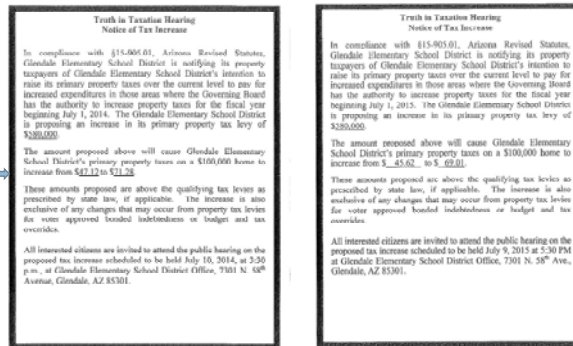 Truth in Taxation Hearing
Notice of Tax Increase
In compliance with §15-905.01, Arizona Revised Statutes,
Glendale Elementary School District is notifying its property
taxpayers of Glendale Elementary School District's intention to
raise its primary property taxes over the current level to pay for
increased expenditures in those areas where the Governing Board
has the authority to increase property taxes for the fiscal year
beginning July 1, 2014. The Glendale Elementary School District
is proposing an increase in its primary property tax levy of
$580,000.
The amount proposed above will cause Glendale Elementary
School District's primary property taxes on a $100,000 home to
increase from $47.12 to $71.28.
These amounts proposed are above the qualifying tax levies as
prescribed by state law, if applicable. The increase is also
exclusive of any changes that may occur from property tax levies
for voter approved bonded indebtedness or budget and tax
overrides.
All interested citizens are invited to attend the public hearing on the
proposed tax increase scheduled to be held July 10, 2014, at 5:30
p.m., at Glendale Elementary School District Office, 7301 N. 58th
Avenue, Glendale, AZ 85301.
Truth in Taxation Hearing
Notice of Tax Increase
In compliance with §15-905.01, Arizona Revised Statutes,
Glendale Elementary School District is notifying its property
taxpayers of Glendale Elementary School District's intention to
raise its primary property taxes over the current level to pay for
increased expenditures in those areas where the Governing Board
has the authority to increase property taxes for the fiscal year
beginning July 1, 2015. The Glendale Elementary School District
is proposing an increase in its primary property tax levy of
$280,000.
The amount proposed above will cause Glendale Elementary
School District's primary property taxes on a $100,000 home to
increase from $ 45.62 to $ 69.01.
These amounts proposed are above the qualifying tax levies as
prescribed by state law, if applicable. The increase is also
exclusive of any changes that may occur from property tax levies
for voter approved bonded indebtedness or budget and tax
overrides.
All interested citizens are invited to attend the public hearing on the
proposed tax increase scheduled to be held July 9, 2015 at 5:30 PM
at Glendale Elementary School District Office, 7301 N. 58th Ave.,
Glendale, AZ 85301.